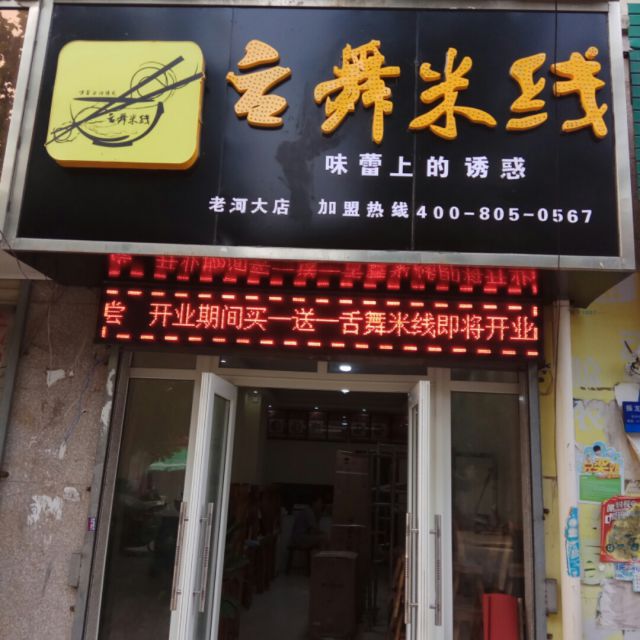 舌舞米线
舌舞米线
味蕾上的诱惑
老河大店 加盟热线400-805-0567
尝 开业期间买一送一舌舞米线即将开业